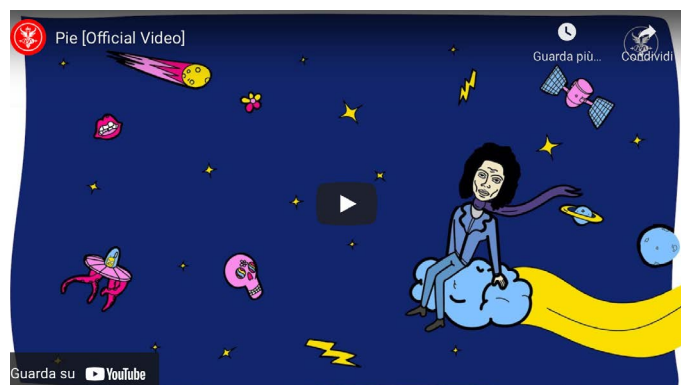 Pie [Official Video]
Guarda più...
Condividi
Guarda su YouTube